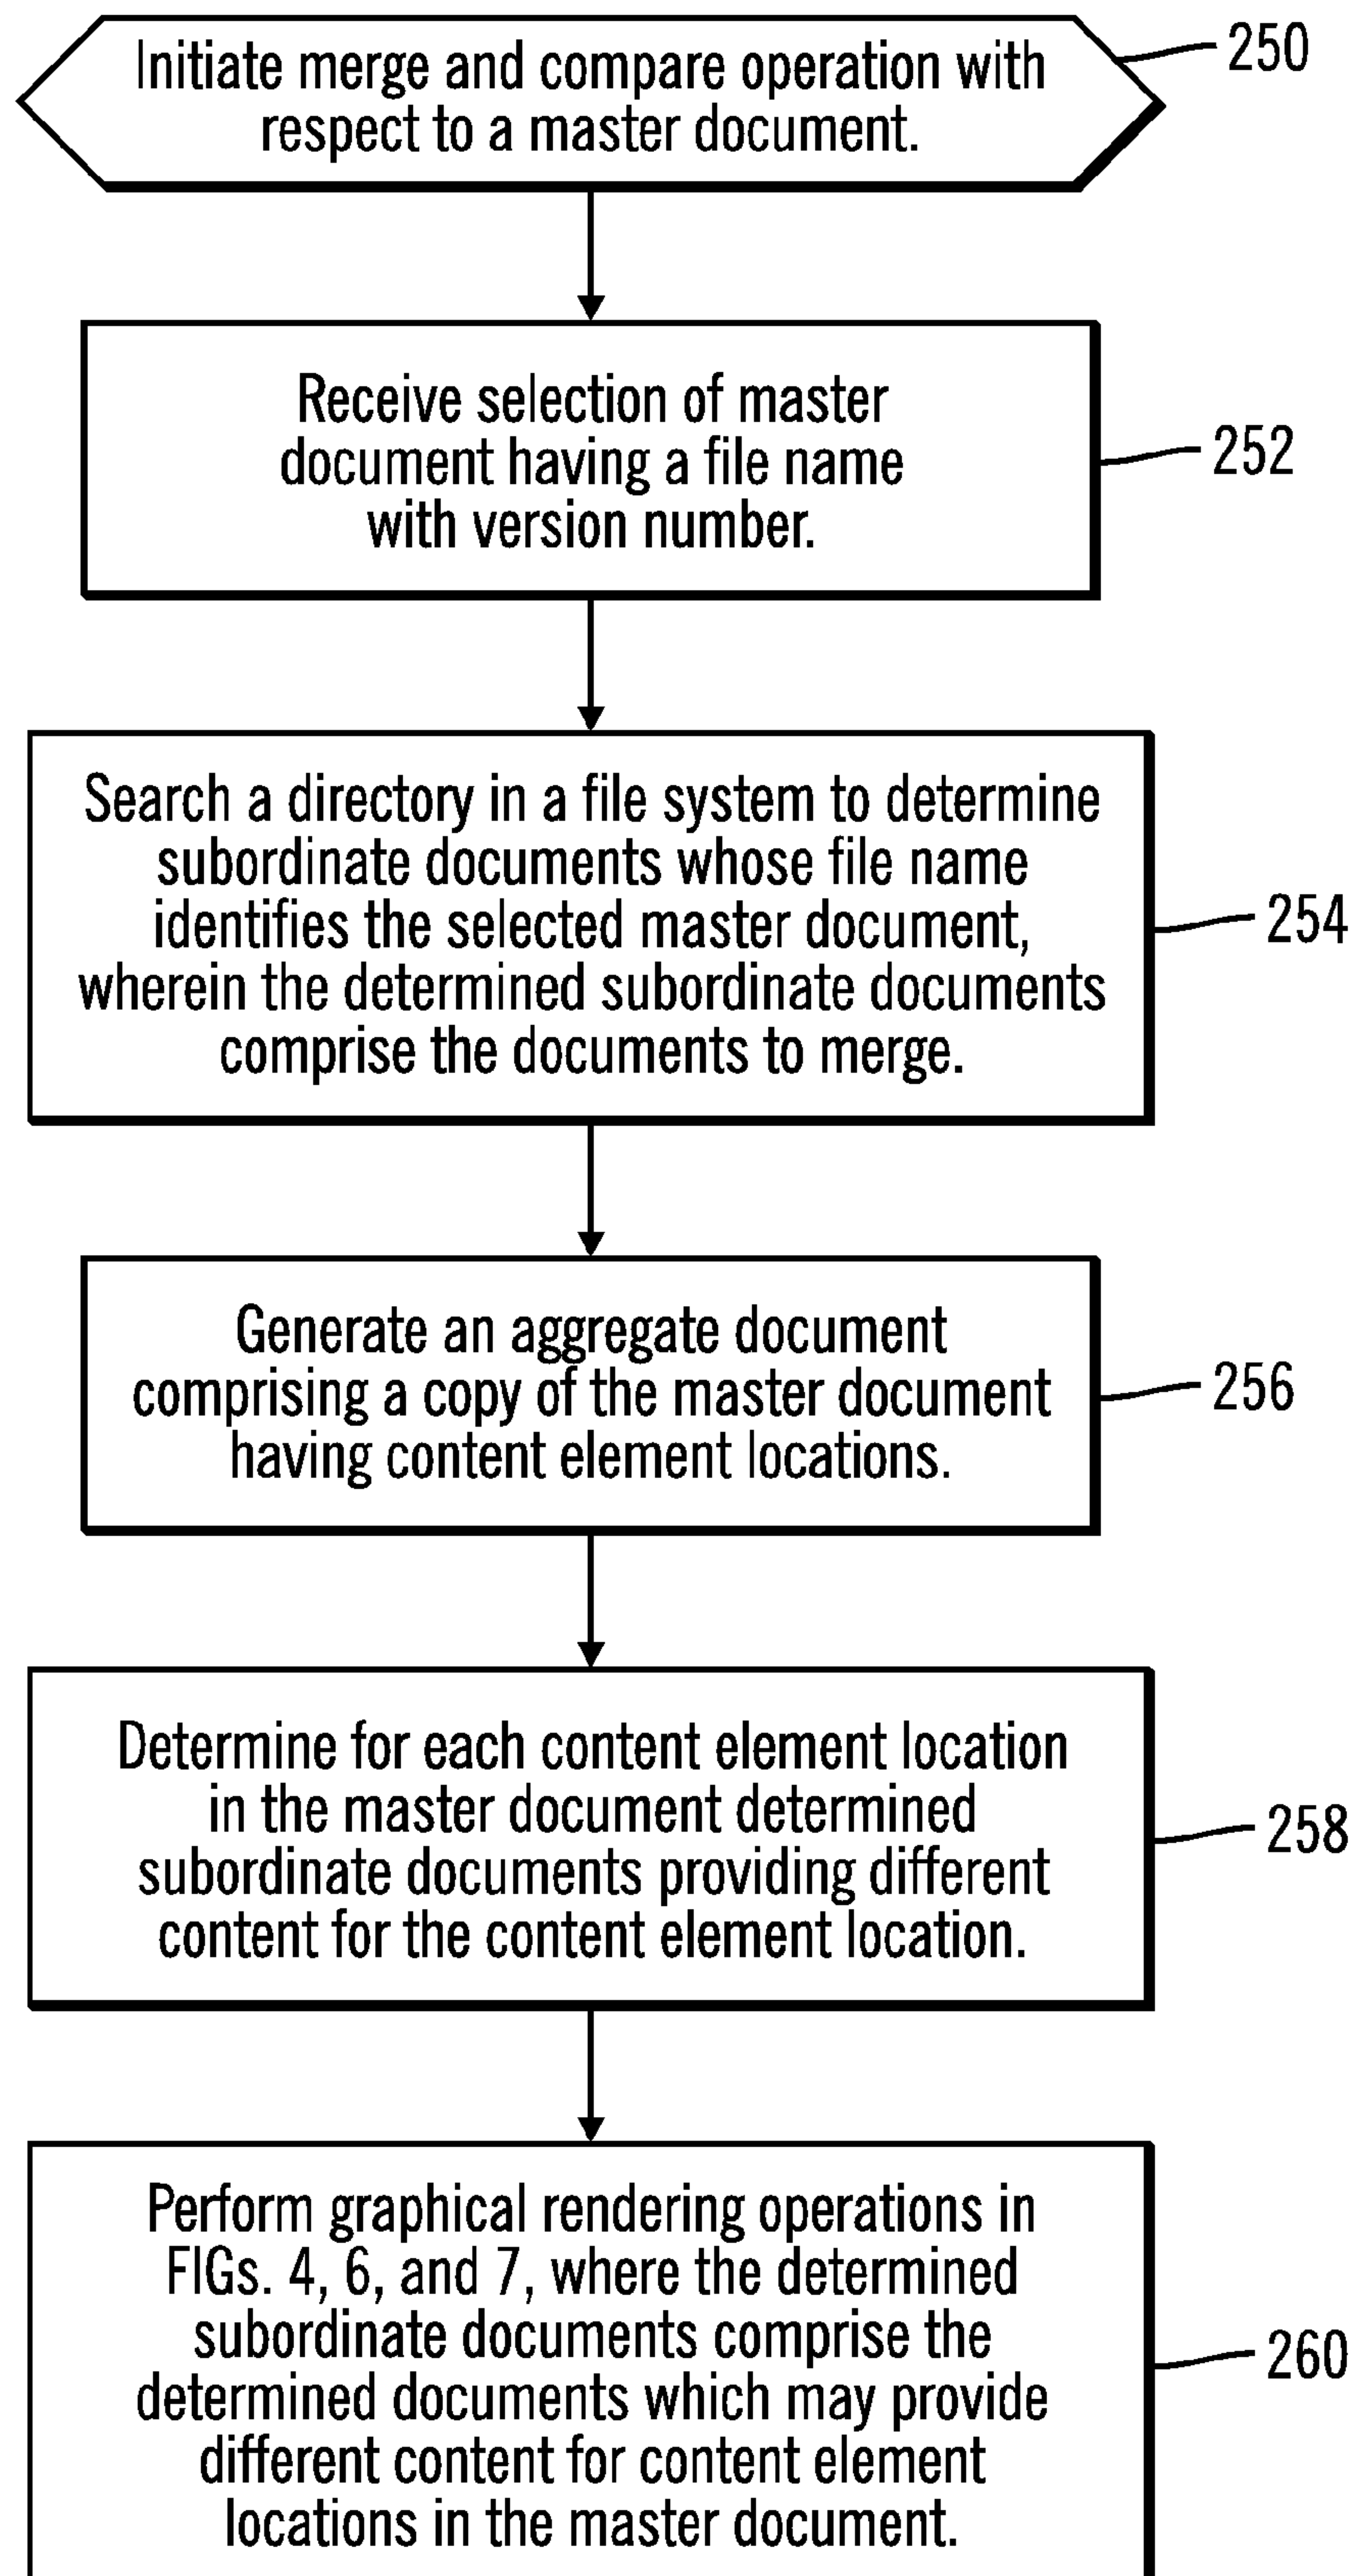 Initiate merge and compare operation with
respect to a master document.
250
Receive selection of master
document having a file name
with version number.
252
Search a directory in a file system to determine
subordinate documents whose file name
identifies the selected master document,
wherein the determined subordinate documents
comprise the documents to merge.
254
Generate an aggregate document
comprising a copy of the master document
having content element locations.
256
Determine for each content element location
in the master document determined
subordinate documents providing different
content for the content element location.
258
Perform graphical rendering operations in
FIGs. 4, 6, and 7, where the determined
subordinate documents comprise the
determined documents which may provide
different content for content element
locations in the master document.
260